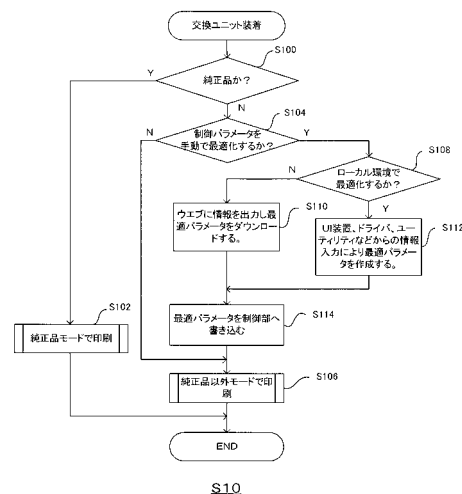 交換ユニット装着
S100
純正品か?
Y
N
S104
制御パラメータを
手動で最適化するか?
N
Y
S108
ローカル環境で
最適化するか?
N
Y
S110
ウエブに情報を出力し最
適パラメータをダウンロー
ドする。
S112
UI装置、ドライバ、ユー
ティリティなどからの情報
入力により最適パラメー
タを作成する。
S114
最適パラメータを制御部へ
書き込む
S102
純正品モードで印刷
S106
純正品以外モードで印
刷
END
S10